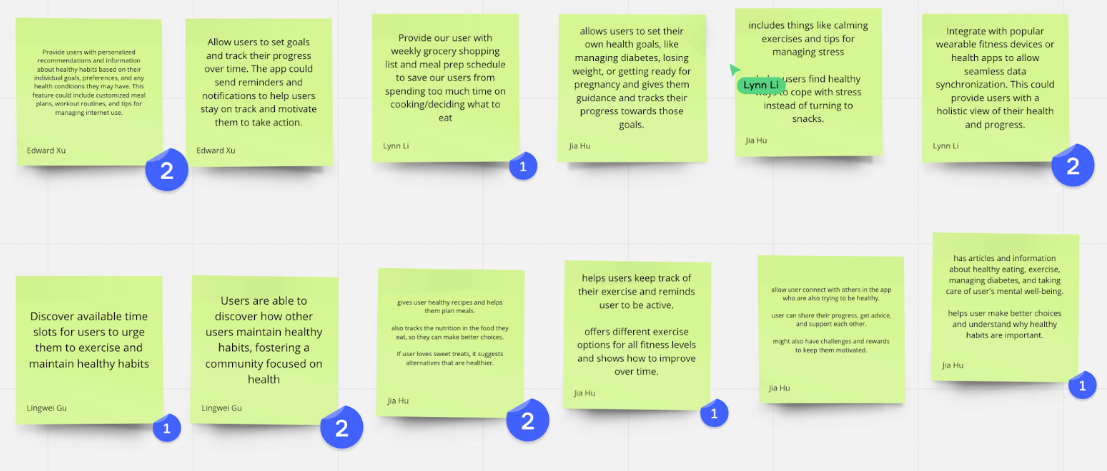 Provide users with personalized
recommendations and information
about healthy habits based on their
individual goals, preferences, and any
health conditions they may have. This
feature could include customized meal
plans, workout routines, and tips for
managing internet use.
Edward Xu
2
Allow users to set goals
and track their progress
over time. The app could
send reminders and
notifications to help users
stay on track and motivate
them to take action.
Edward Xu
Provide our user with
weekly grocery shopping
list and meal prep schedule
to save our users from
spending too much time on
cooking/deciding what to
eat
Lynn Li
1
allows users to set their
own health goals, like
managing diabetes, losing
weight, or getting ready for
pregnancy and gives them
guidance and tracks their
progress towards those
goals.
Jia Hu
includes things like calming
exercises and tips for
managing stress
users find healthy
to cope with stress
instead of turning to
snacks.
Lynn Li
Jia Hu
Integrate with popular
wearable fitness devices or
health apps to allow
seamless data
synchronization. This could
provide users with a
holistic view of their health
and progress.
Lynn Li
2
Discover available time
slots for users to urge
them to exercise and
maintain healthy habits
Lingwei Gu
1
Users are able to
discover how other
users maintain healthy
habits, fostering a
community focused on
health
Lingwei Gu
2
gives user healthy recipes and helps
them plan meals.
also tracks the nutrition in the food they
eat, so they can make better choices.
If user loves sweet treats, it suggests
alternatives that are healthier.
Jia Hu
2
helps users keep track of
their exercise and reminds
user to be active.
offers different exercise
options for all fitness levels
and shows how to improve
over time.
Jia Hu
1
allow user connect with others in the app
who are also trying to be healthy.
user can share their progress, get advice,
and support each other.
might also have challenges and rewards
to keep them motivated.
Jia Hu
has articles and information
about healthy eating, exercise,
managing diabetes, and taking
care of user's mental well-being.
helps user make better choices
and understand why healthy
habits are important.
Jia Hu
1